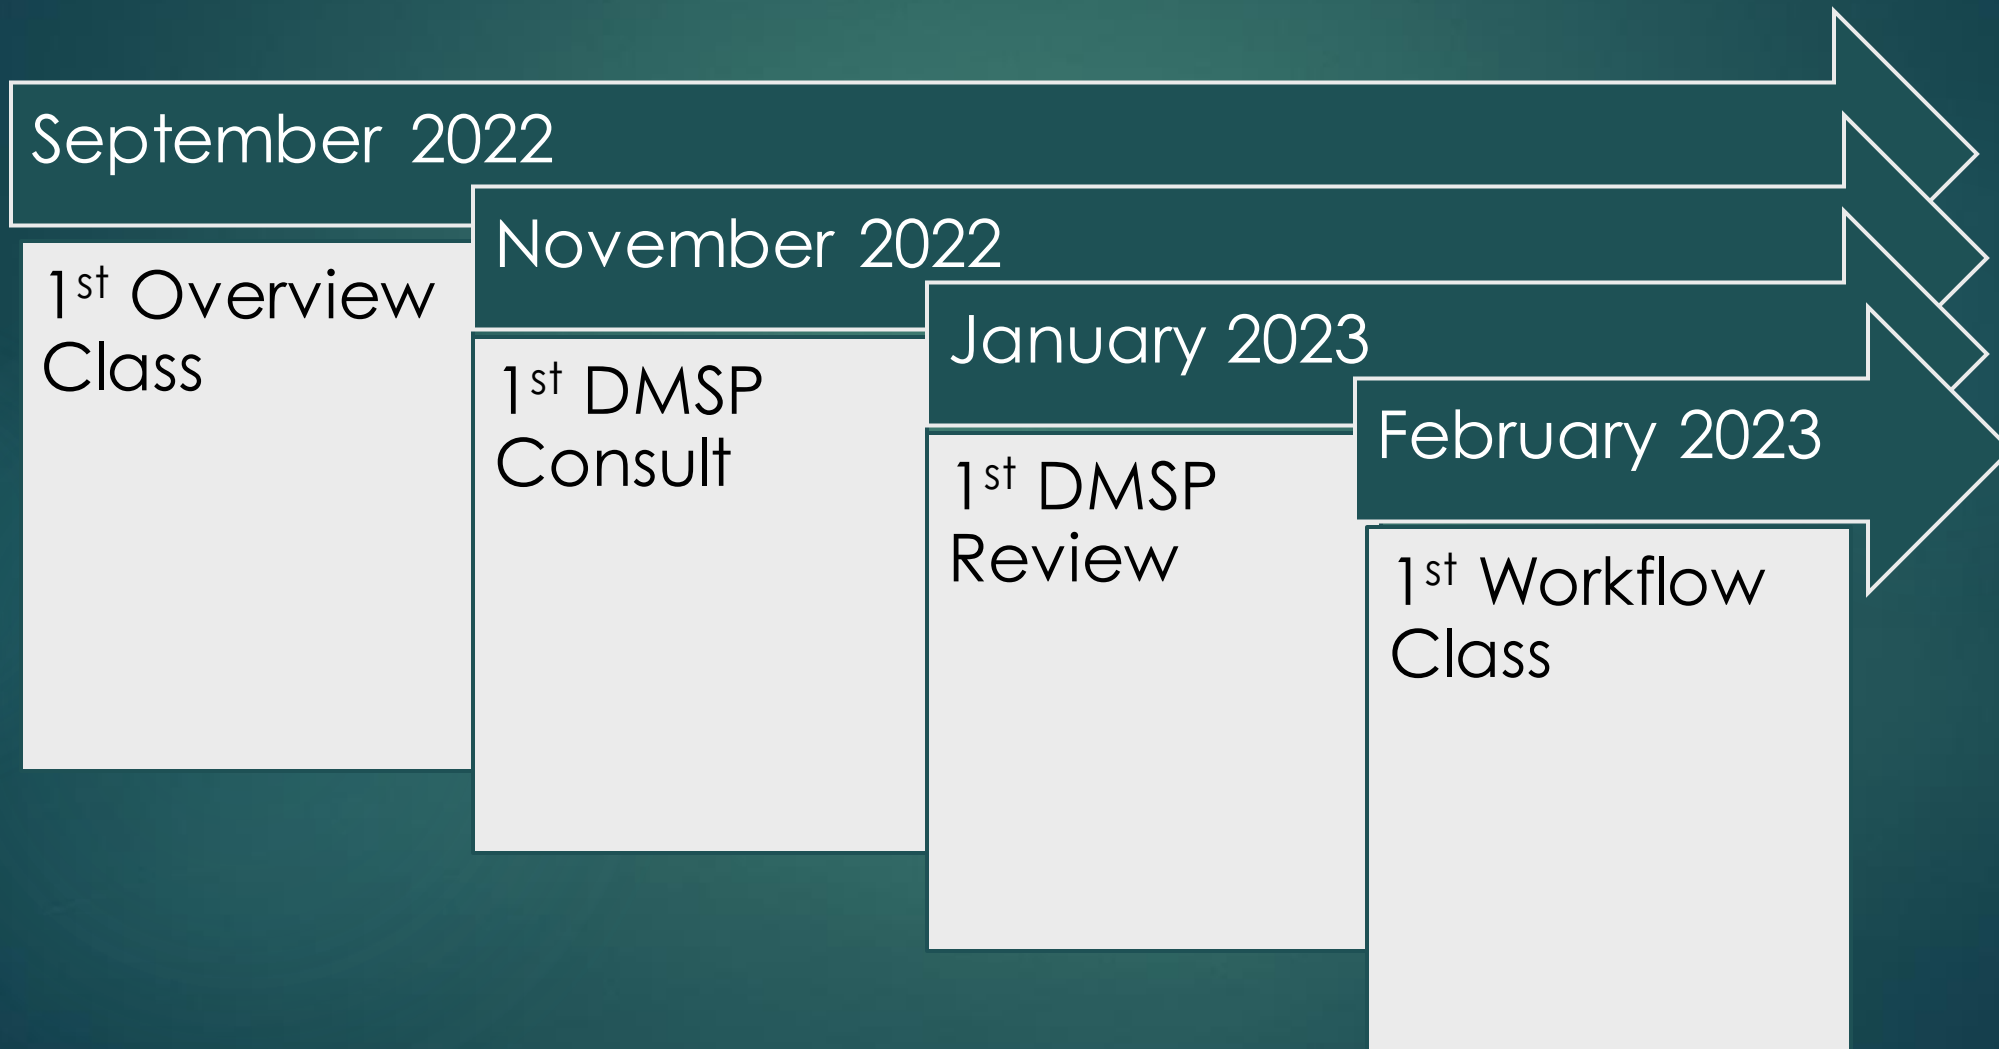 September 2022
1st Overview
Class
November 2022
1st DMSP
Consult
January 2023
1st DMSP
Review
February 2023
1st Workflow
Class